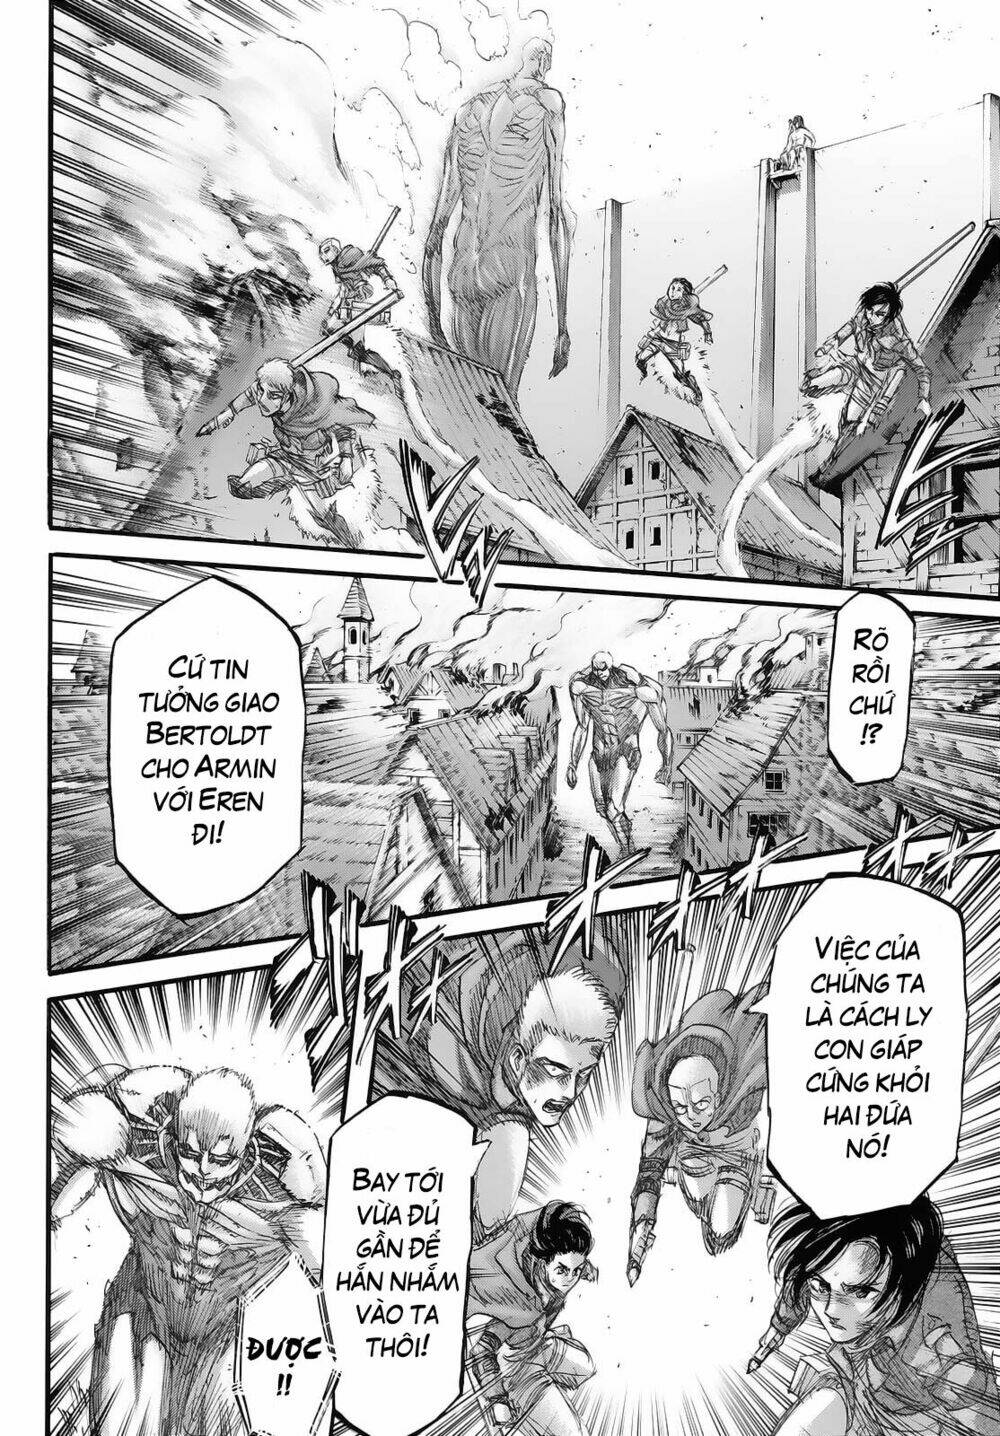 RÕ
RỒI
CHỨ
!?
CỨ TIN
TƯỞNG GIAO
BERTOLDT
CHO ARMIN
VỚI EREN
ĐI!
VIỆC CỦA
CHÚNG TA
LÀ CÁCH LY
CON GIÁP
CỨNG KHỎI
HAI ĐỨA
NÓ!
BAY TỚI
VỪA ĐỦ
GẦN ĐỂ
HẮN NHẮM
VÀO TA
THÔI!
ĐƯỢC
!!